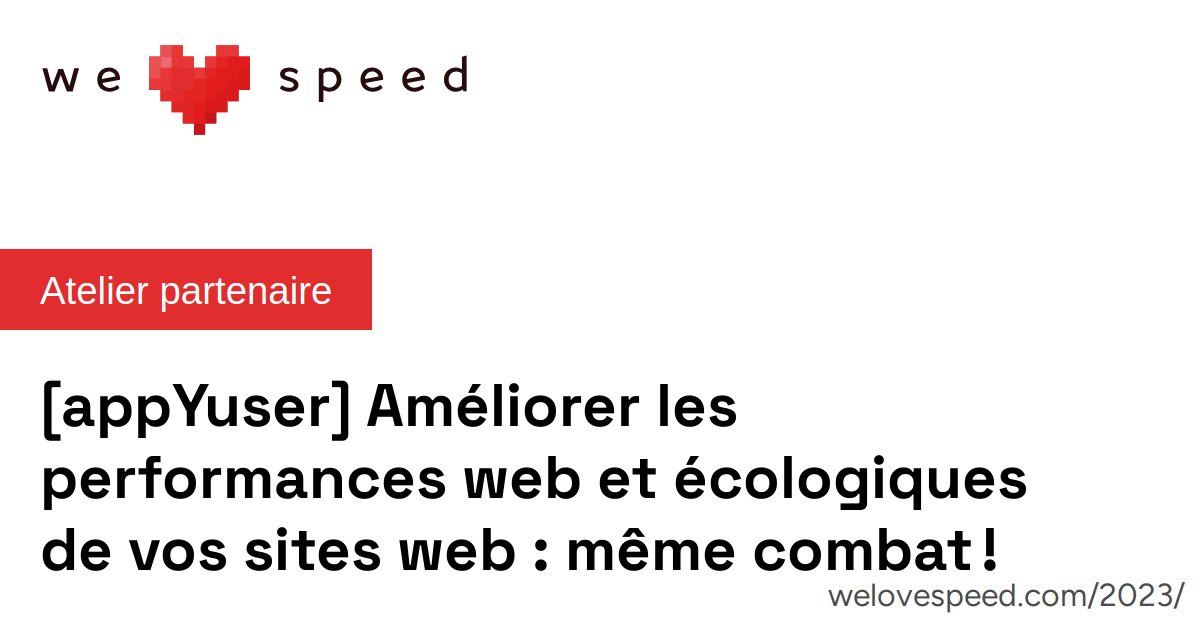 we speed
Atelier partenaire
[appYuser] Améliorer les
performances web et écologiques
de vos sites web : même combat !
welovespeed.com/2023/